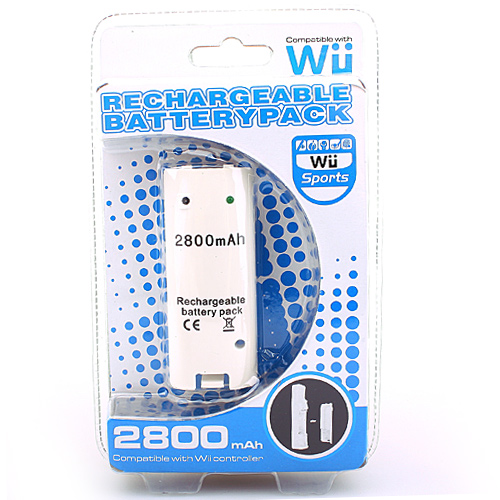 Compatible with
Wii
RECHARGEABLE
BATTERYPACK
Wii
Sports
2800mAh
Rechargeable
battery pack
CE
2800 mAh
Compatible with Wii controller